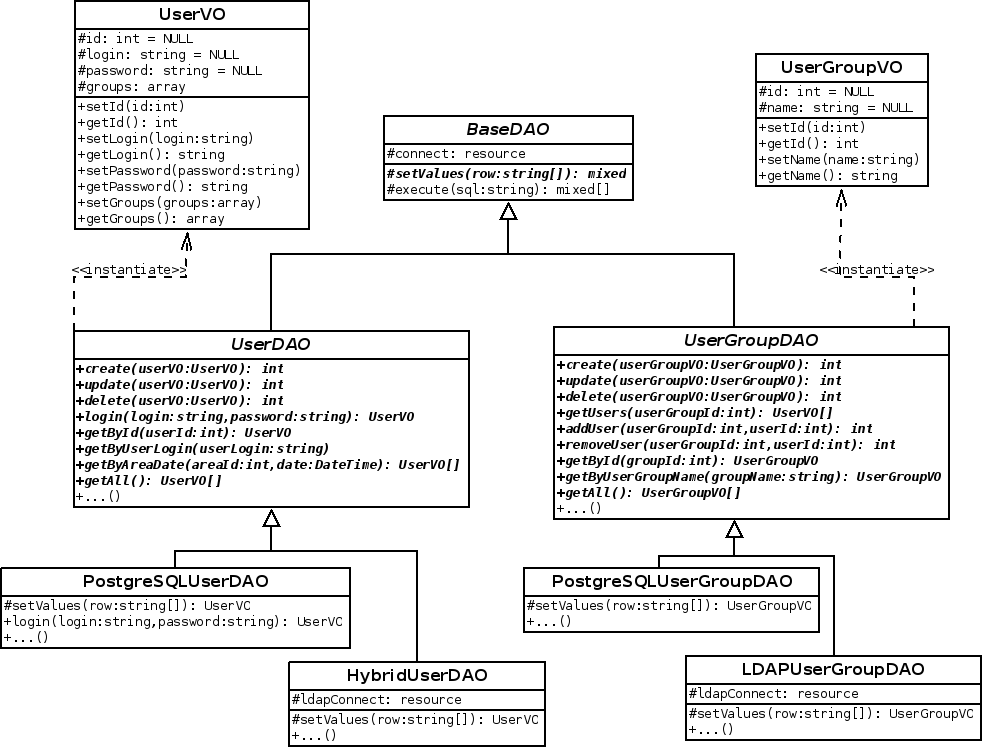 UserVO
#id: int = NULL
#login: string = NULL
#password: string = NULL
#groups: array
+setId(id:int)
+getId(): int
+setLogin(login:string)
+getLogin(): string
+setPassword(password:string)
+getPassword(): string
+setGroups(groups:array)
+getGroups(): array
UserGroupVO
#id: int = NULL
#name: string = NULL
+setId(id:int)
+getId(): int
+setName(name:string)
+getName(): string
BaseDAO
#connect: resource
#setValues(row:string[]): mixed
#execute(sql:string): mixed[]
<<instantiate>>
<<instantiate>>
UserDAO
+create(userVO:UserVO): int
+update(userVO:UserVO): int
+delete(userVO:UserVO): int
+login(login:string,password:string): UserVO
+getById(userId:int): UserVO
+getByUserLogin(userLogin:string)
+getByAreaDate(areaId:int,date:DateTime): UserVO[]
+getAll(): UserVO[]
+...()
UserGroupDAO
+create(userGroupVO:UserGroupVO): int
+update(userGroupVO:UserGroupVO): int
+delete(userGroupVO:UserGroupVO): int
+getUsers(userGroupId:int): UserVO[]
+addUser(userGroupId:int,userId:int): int
+removeUser(userGroupId:int,userId:int): int
+getById(groupId:int): UserGroupVO
+getByUserGroupName(groupName:string): UserGroupVO
+getAll(): UserGroupVO[]
+...()
PostgreSQLUserDAO
#setValues(row:string[]): UserVC
+login(login:string,password:string): UserVC
+...()
PostgreSQLUserGroupDAO
#setValues(row:string[]): UserGroupVC
+...()
HybridUserDAO
#ldapConnect: resource
#setValues(row:string[]): UserVC
+...()
LDAPUserGroupDAO
#ldapConnect: resource
#setValues(row:string[]): UserGroupVC
+...()